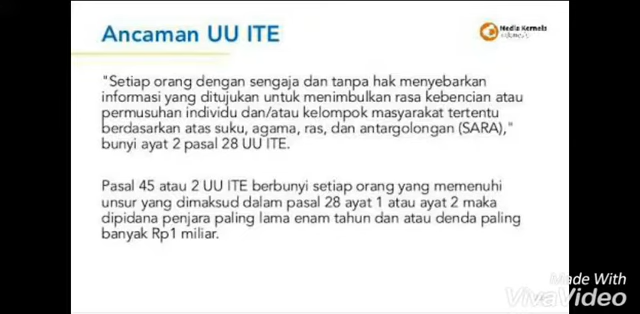 Ancaman UU ITE
Media Kernels
Indonesia
"Setiap orang dengan sengaja dan tanpa hak menyebarkan
informasi yang ditujukan untuk menimbulkan rasa kebencian atau
permusuhan individu dan/atau kelompok masyarakat tertentu
berdasarkan atas suku, agama, ras, dan antargolongan (SARA),"
bunyi ayat 2 pasal 28 UU ITE.
Pasal 45 atau 2 UU ITE berbunyi setiap orang yang memenuhi
unsur yang dimaksud dalam pasal 28 ayat 1 atau ayat 2 maka
dipidana penjara paling lama enam tahun dan atau denda paling
banyak Rp1 miliar.
Made With
VivaVideo